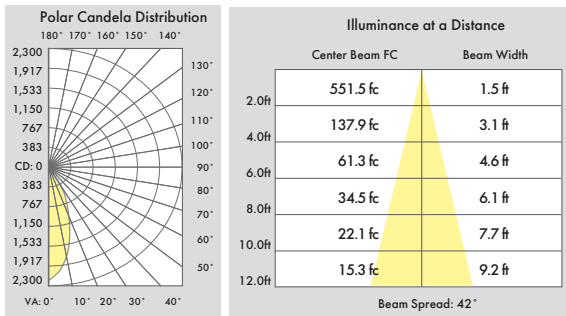 Polar Candela Distribution
180° 170° 160° 150° 140°
2,300
1,917
1,533
1,150
767
383
CD: 0
383
767
1,150
1,533
1,917
2,300
130°
120°
110°
100°
90°
80°
70°
60°
50°
VA: 0° 10° 20° 30° 40°
Illuminance at a Distance
Center Beam FC Beam Width
551.5 fc 1.5 ft
2.0ft
137.9 fc 3.1 ft
4.0ft
61.3 fc 4.6 ft
6.0ft
34.5 fc 6.1 ft
8.0ft
22.1 fc 7.7 ft
10.0ft
15.3 fc 9.2 ft
12.0ft
Beam Spread: 42°